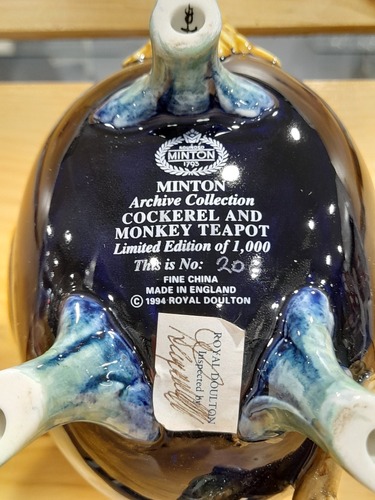 MINTON
1793
MINTON
Archive Collection
COCKEREL AND
MONKEY TEAPOT
Limited Edition of 1,000
This is No:
FINE CHINA
MADE IN ENGLAND
© 1994 ROYAL DOULTON
ROYAL DOULTON
Inspected by